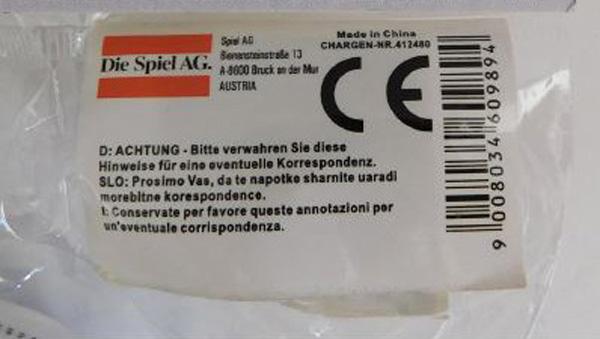 Die Spiel AG.
Spiel AG
Bienensteinstraße 13
A-8600 Bruck an der Mur
AUSTRIA
Made in China
CHARGEN-NR.412480
CE
D: ACHTUNG - Bitte verwahren Sie diese
Hinweise für eine eventuelle Korrespondenz.
SLO: Prosimo Vas, da te napotke sharnite uaradi
morebitne korespondence.
I: Conservate per favore queste annotazioni per
un'eventuale corrispondenza.
9 008034 609894